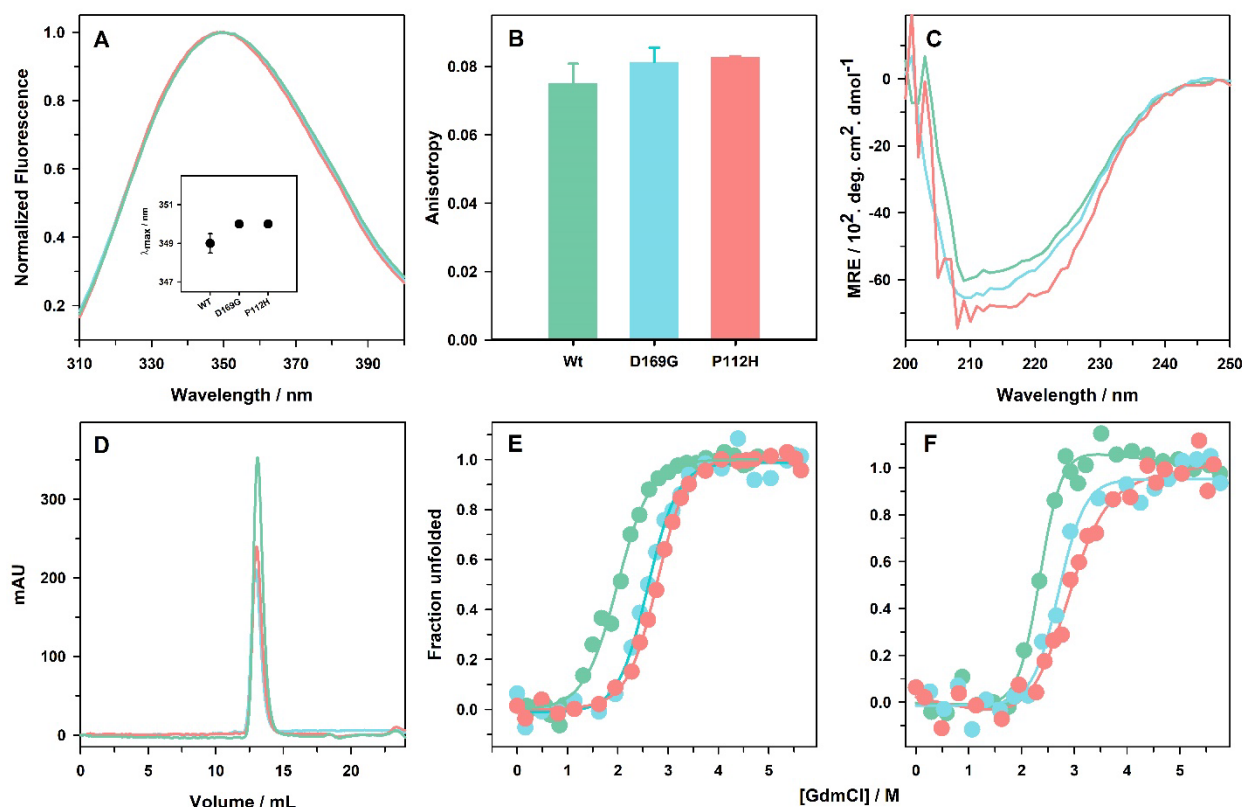 A
Normalized Fluorescence
1.0
0.8
0.6
0.4
0.2
310 330 350 370 390
Wavelength / nm
λ-max / nm
351
349
347
WT D169G P112H
B
Anisotropy
0.08
0.06
0.04
0.02
0.00
Wt D169G P112H
C
MRE / 10². deg. cm². dmol⁻¹
0
-20
-40
-60
200 210 220 230 240 250
Wavelength / nm
D
mAU
300
200
100
0
0 5 10 15 20
Volume / mL
E
Fraction unfolded
1.0
0.8
0.6
0.4
0.2
0.0
0 1 2 3 4 5
F
1.0
0.8
0.6
0.4
0.2
0.0
0 1 2 3 4 5
[GdmCl] / M